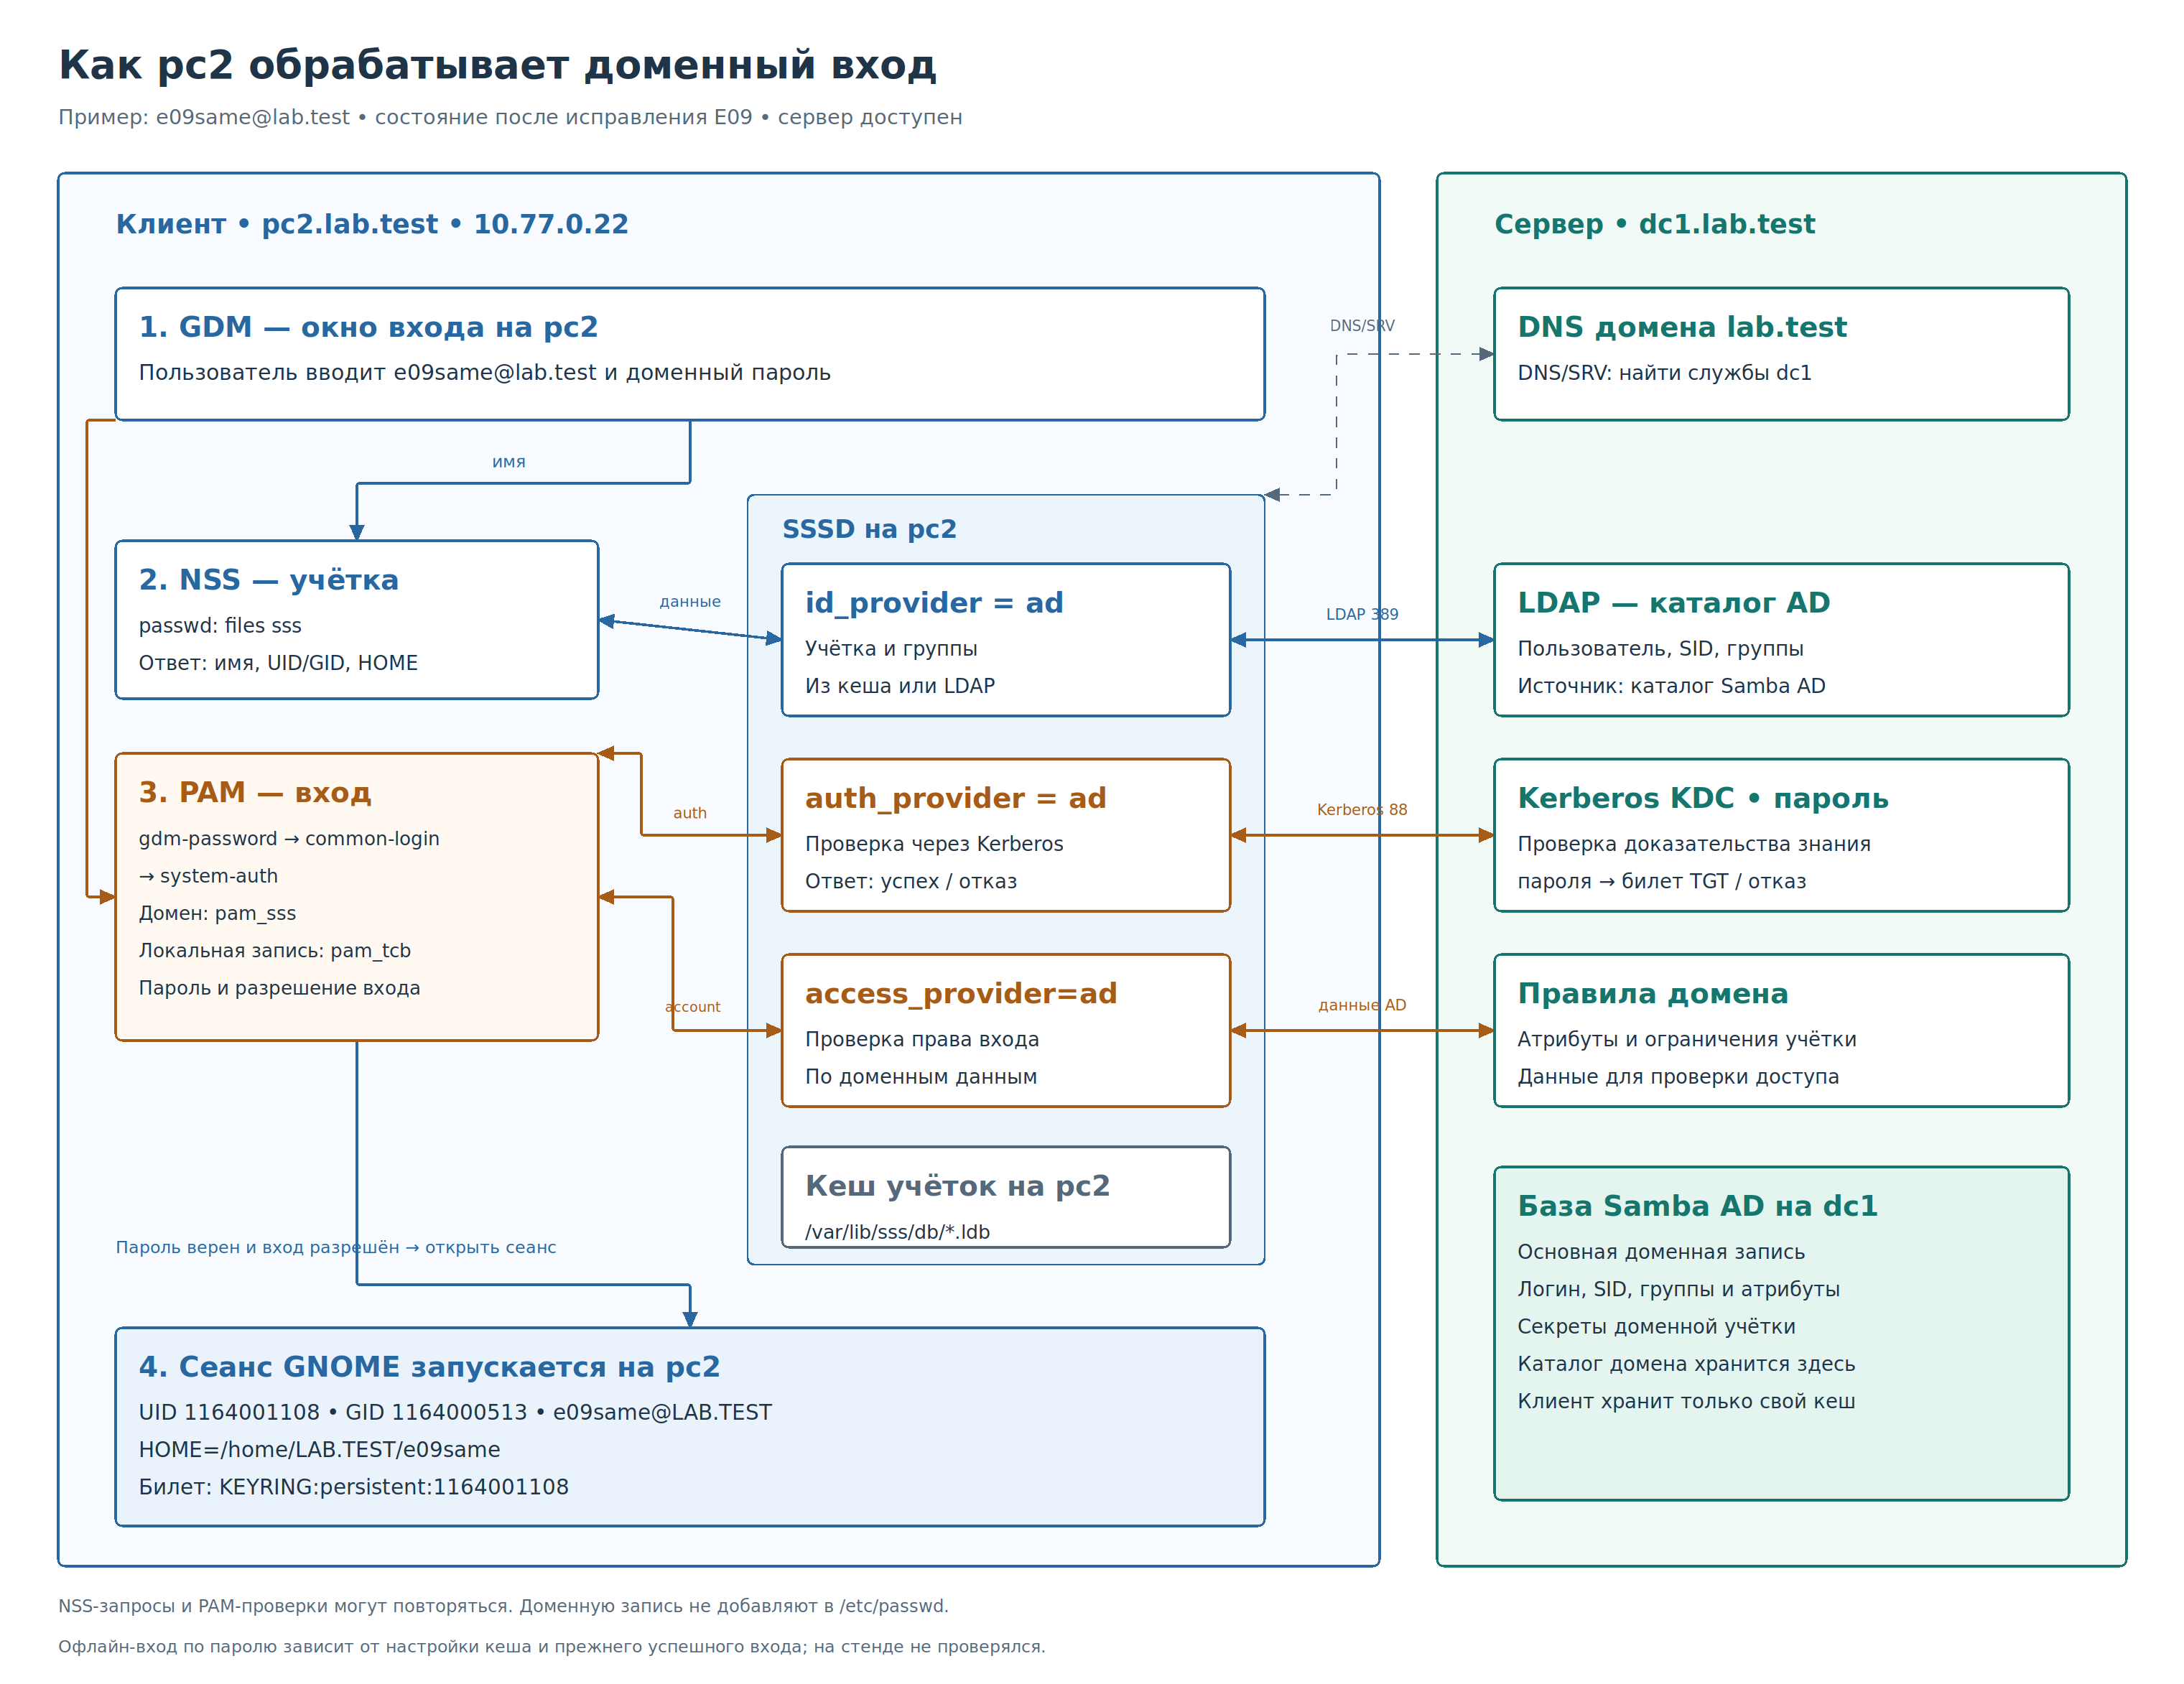 Как pc2 обрабатывает доменный вход
Пример: e09same@lab.test • состояние после исправления E09 • сервер доступен
Клиент • pc2.lab.test • 10.77.0.22
1. GDM — окно входа на pc2
Пользователь вводит e09same@lab.test и доменный пароль
имя
2. NSS — учётка
passwd: files sss
Ответ: имя, UID/GID, HOME
данные
3. PAM — вход
gdm-password → common-login
→ system-auth
Домен: pam_sss
Локальная запись: pam_tcb
Пароль и разрешение входа
auth
account
SSSD на pc2
id_provider = ad
Учётка и группы
Из кеша или LDAP
auth_provider = ad
Проверка через Kerberos
Ответ: успех / отказ
access_provider=ad
Проверка права входа
По доменным данным
Кеш учёток на pc2
/var/lib/sss/db/*.ldb
Пароль верен и вход разрешён → открыть сеанс
4. Сеанс GNOME запускается на pc2
UID 1164001108 • GID 1164000513 • e09same@LAB.TEST
HOME=/home/LAB.TEST/e09same
Билет: KEYRING:persistent:1164001108
DNS/SRV
LDAP 389
Kerberos 88
данные AD
Сервер • dc1.lab.test
DNS домена lab.test
DNS/SRV: найти службы dc1
LDAP — каталог AD
Пользователь, SID, группы
Источник: каталог Samba AD
Kerberos KDC • пароль
Проверка доказательства знания
пароля → билет TGT / отказ
Правила домена
Атрибуты и ограничения учётки
Данные для проверки доступа
База Samba AD на dc1
Основная доменная запись
Логин, SID, группы и атрибуты
Секреты доменной учётки
Каталог домена хранится здесь
Клиент хранит только свой кеш
NSS-запросы и PAM-проверки могут повторяться. Доменную запись не добавляют в /etc/passwd.
Офлайн-вход по паролю зависит от настройки кеша и прежнего успешного входа; на стенде не проверялся.